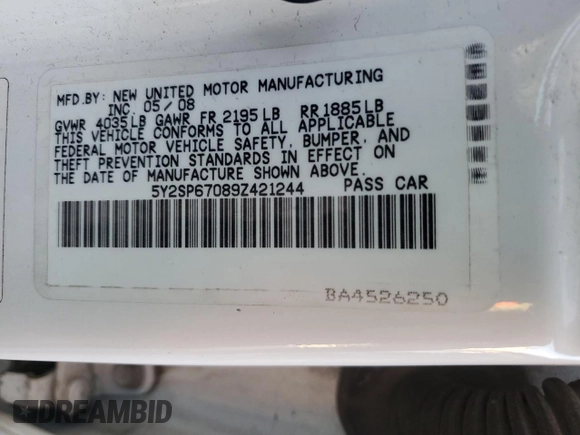 MFD.BY: NEW UNITED MOTOR MANUFACTURING
INC 05/08
GVWR 4035LB GAWR FR 2195LB RR1885LB
THIS VEHICLE CONFORMS TO ALL APPLICABLE
FEDERAL MOTOR VEHICLE SAFETY, BUMPER, AND
THEFT PREVENTION STANDARDS IN EFFECT ON
THE DATE OF MANUFACTURE SHOWN ABOVE.
5Y2SP67089Z421244 PASS CAR
BA4526250
DREAMBID